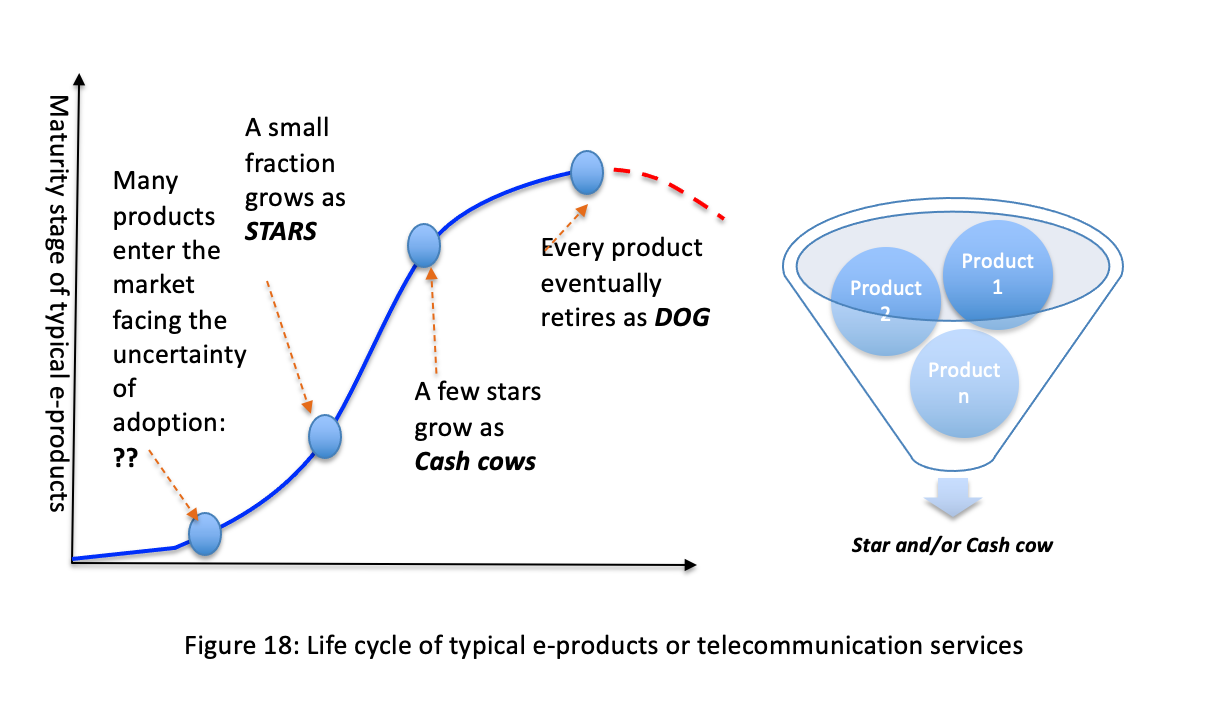 Maturity stage of typical e-products
Many
products
enter the
market
facing the
uncertainty
of
adoption:
??
A small
fraction
grows as
STARS
A few stars
grow as
Cash cows
Every product
eventually
retires as DOG
Product
1
Product
2
Product
n
Star and/or Cash cow
Figure 18: Life cycle of typical e-products or telecommunication services